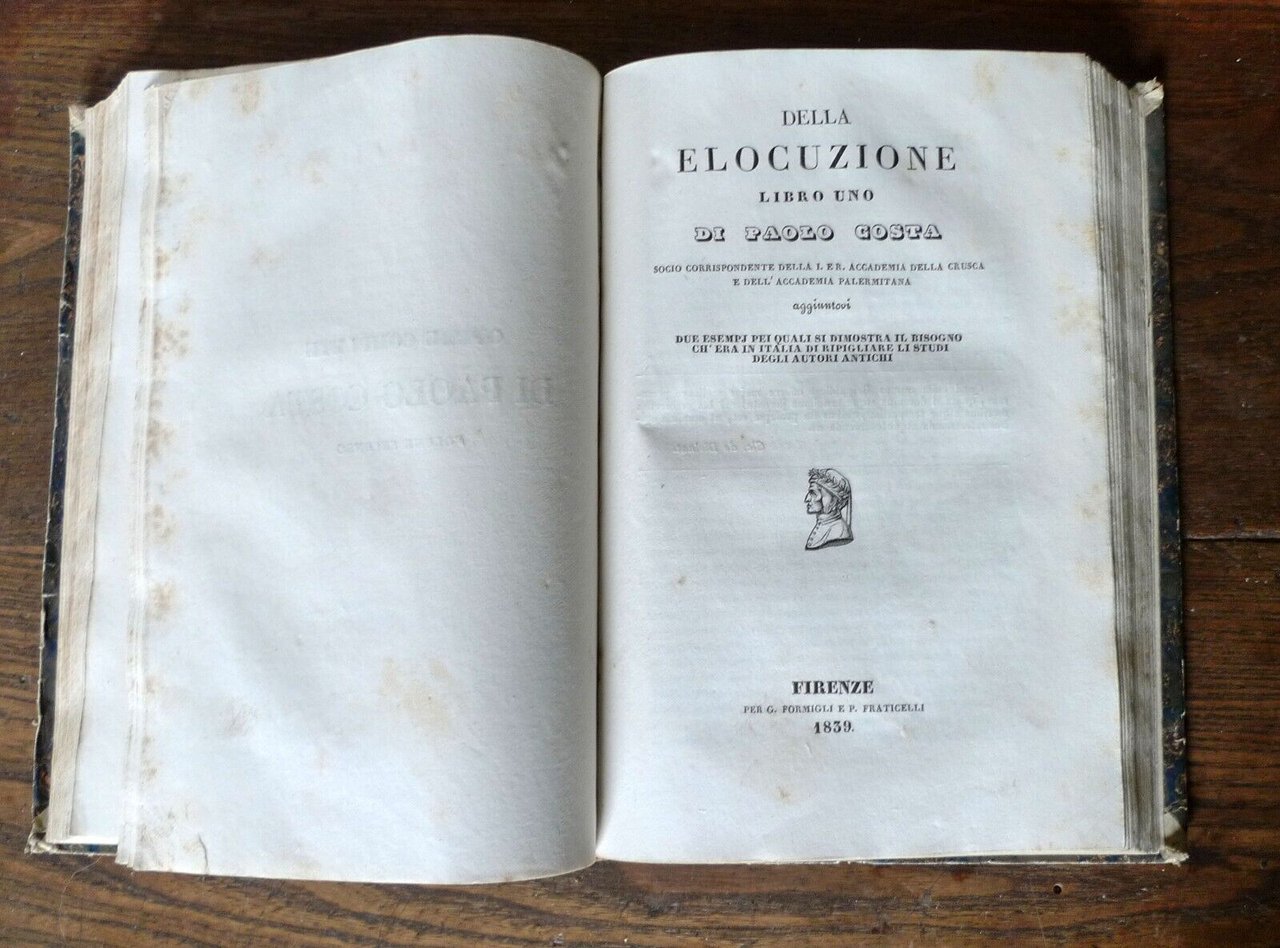 DELLA
ELOCUZIONE
LIBRO UNO
DI PAOLO COSTA
SOCIO CORRISPONDENTE DELLA I. E R. ACCADEMIA DELLA CRUSCA
E DELL' ACCADEMIA PALERMITANA
aggiuntovi
DUE ESEMPJ PEI QUALI SI DIMOSTRA IL BISOGNO
CH' ERA IN ITALIA DI RIPIGLIARE LI STUDI
DEGLI AUTORI ANTICHI
FIRENZE
PER G. FORMIGLI E P. FRATICELLI
1839.